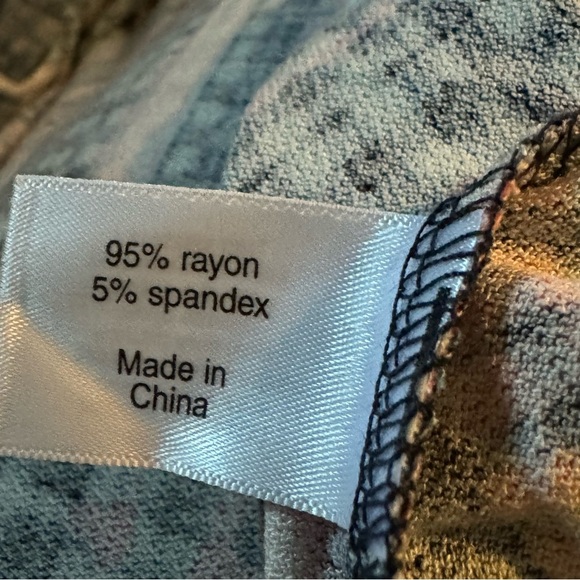 95% rayon
5% spandex
Made in
China